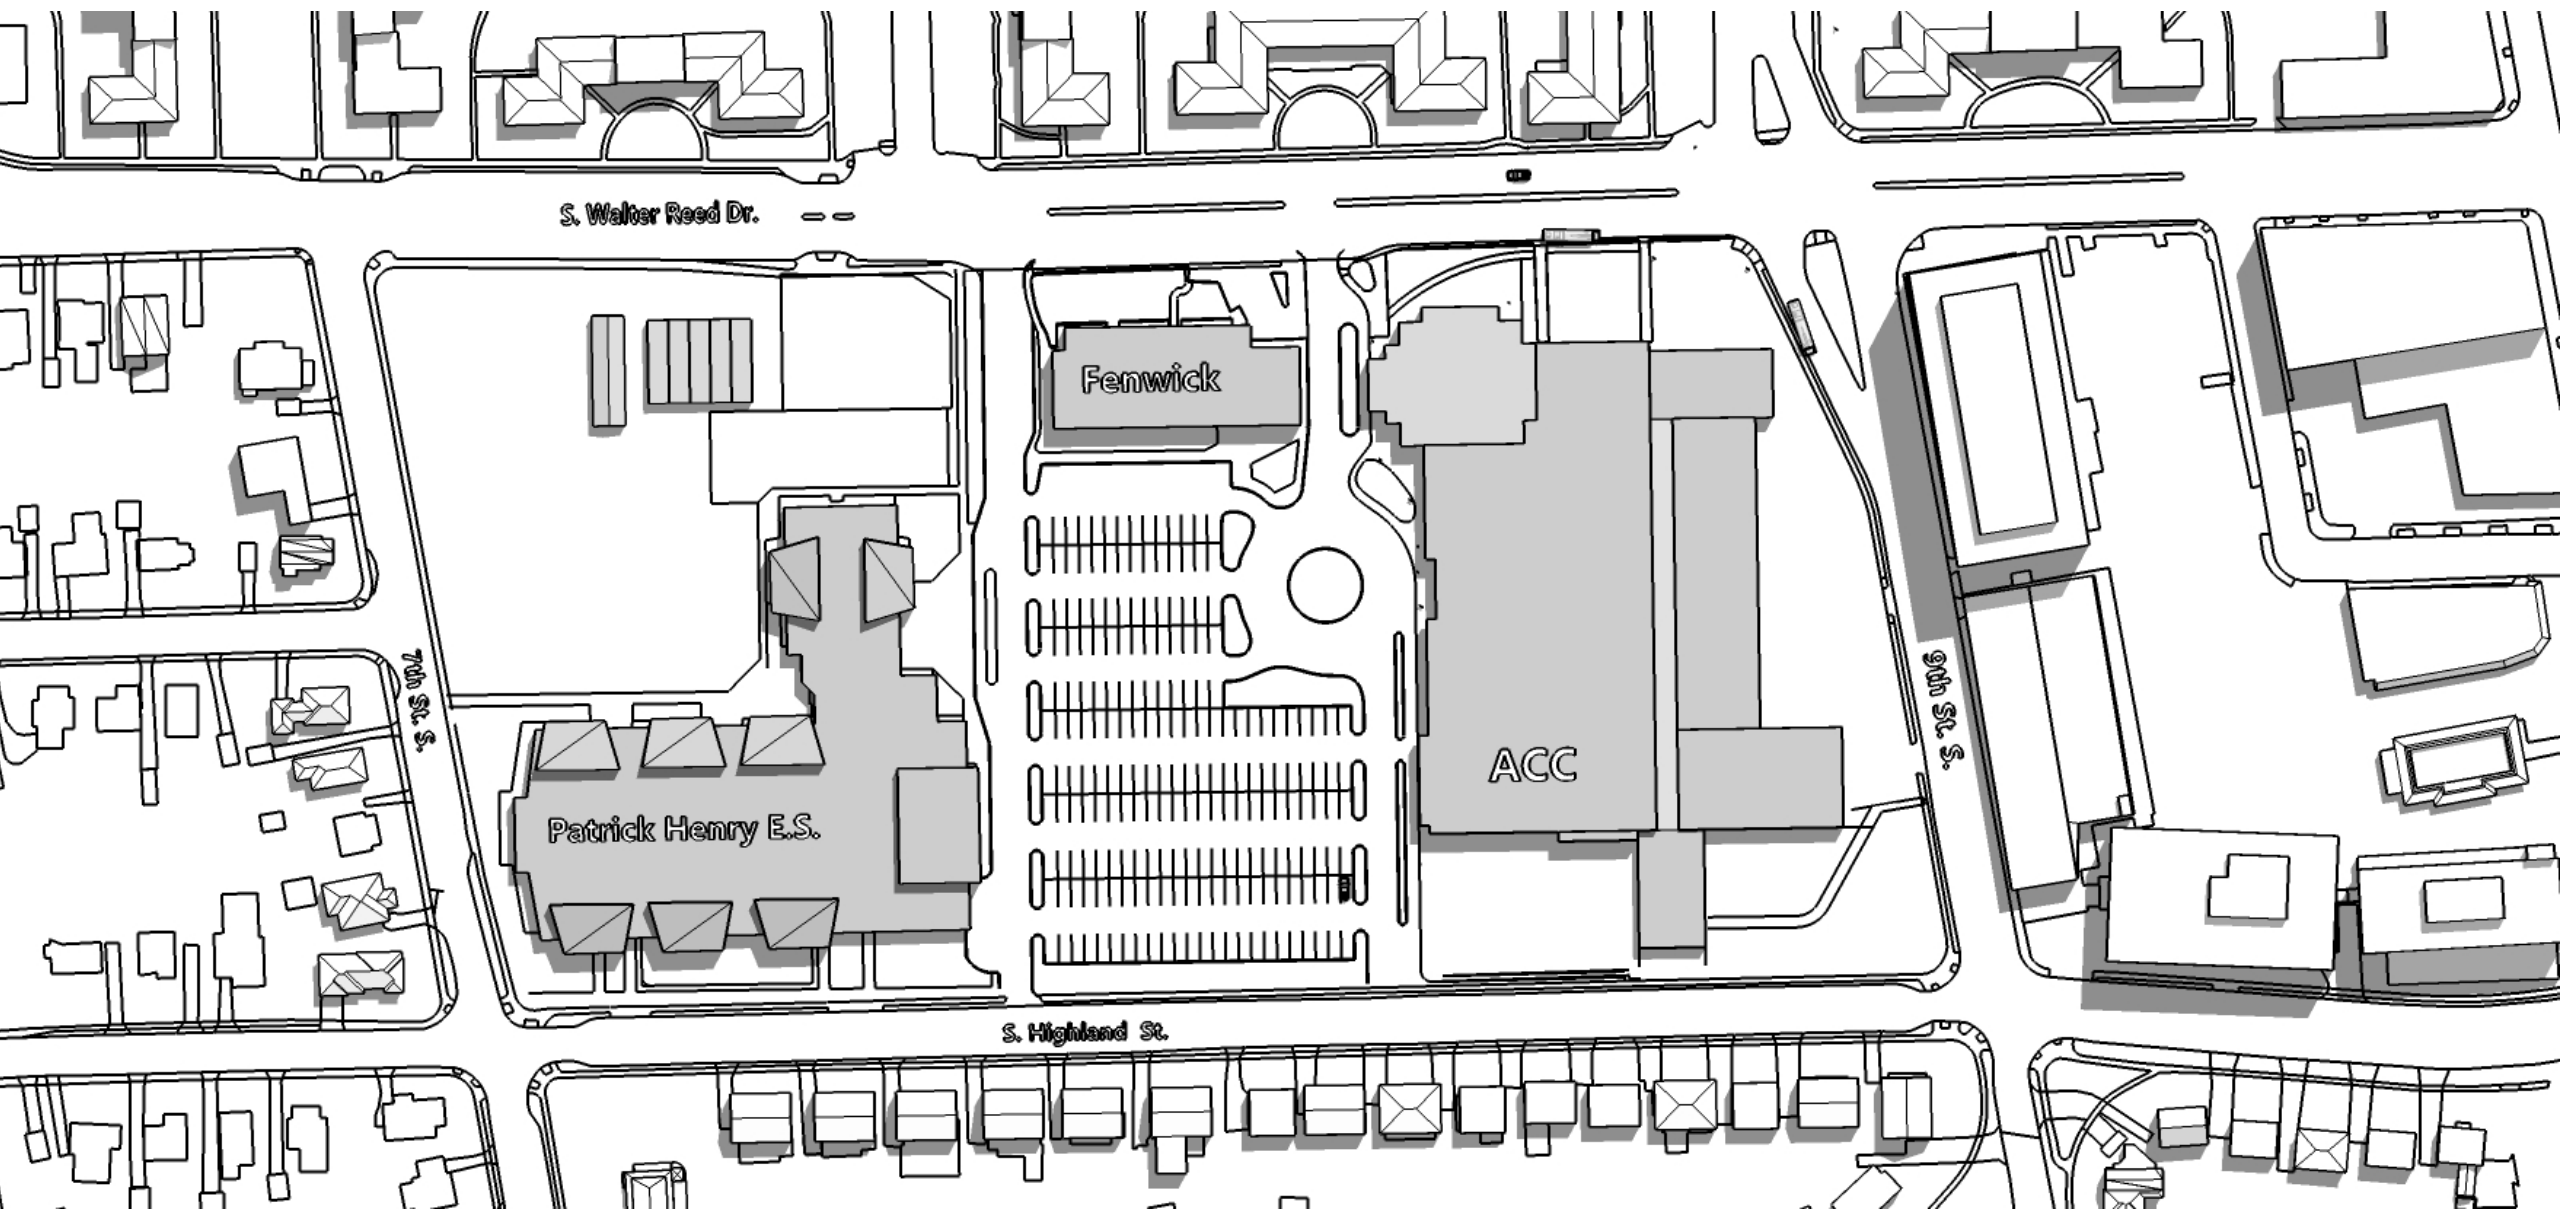 S. Walter Reed Dr.
Fenwick
7th St. S.
9th St. S.
ACC
Patrick Henry E.S.
S. Highland St.